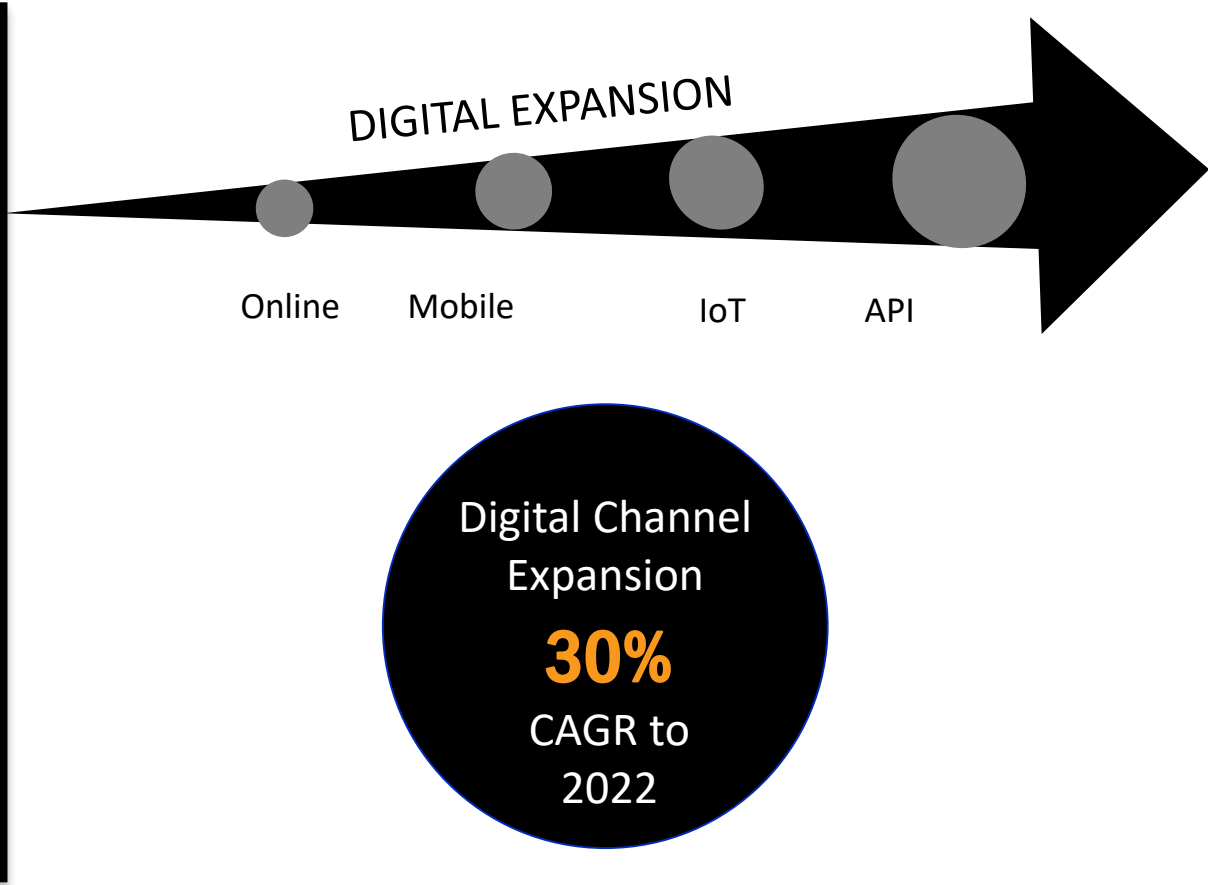 DIGITAL EXPANSION
Online Mobile IoT API
Digital Channel
Expansion
30%
CAGR to
2022